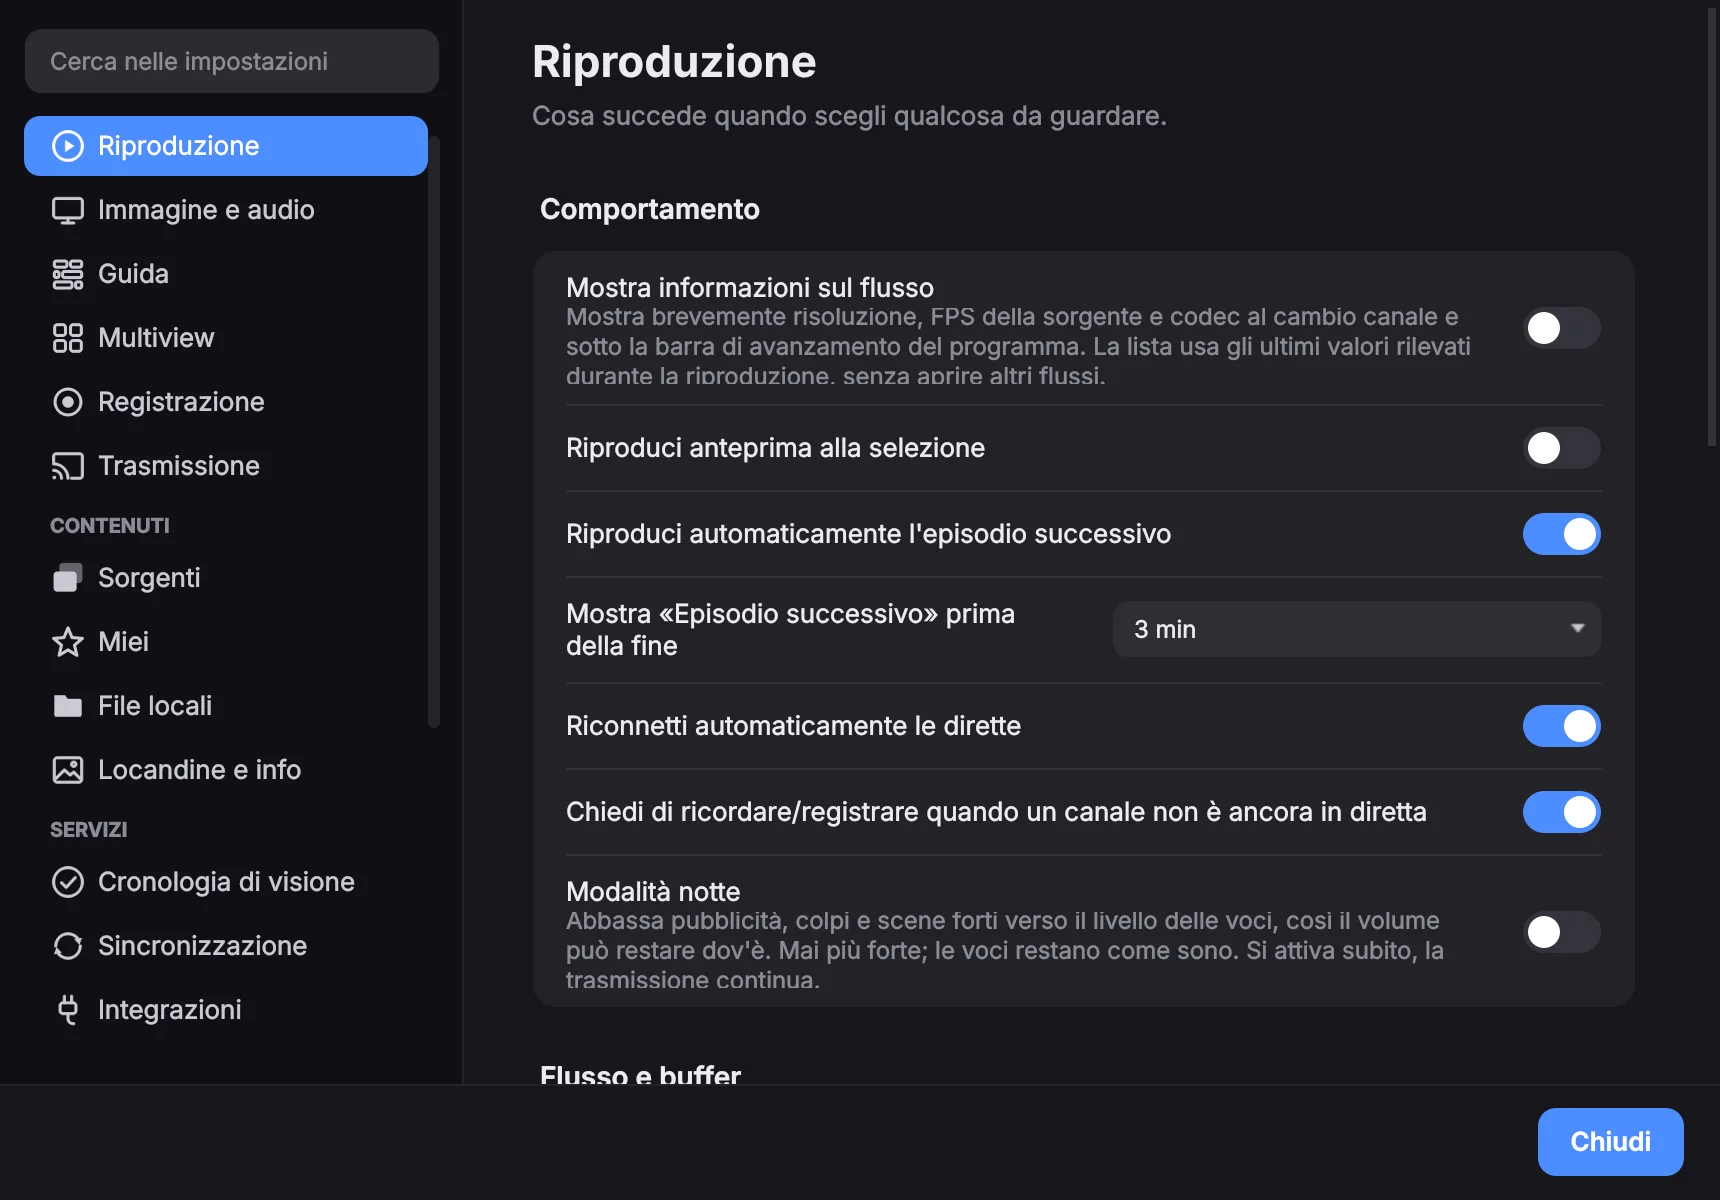 Cerca nelle impostazioni
Riproduzione
Immagine e audio
Guida
Multiview
Registrazione
Trasmissione
CONTENUTI
Sorgenti
Miei
File locali
Locandine e info
SERVIZI
Cronologia di visione
Sincronizzazione
Integrazioni
Riproduzione
Cosa succede quando scegli qualcosa da guardare.
Comportamento
Mostra informazioni sul flusso
Mostra brevemente risoluzione, FPS della sorgente e codec al cambio canale e
sotto la barra di avanzamento del programma. La lista usa gli ultimi valori rilevati
durante la riproduzione, senza aprire altri flussi.
Riproduci anteprima alla selezione
Riproduci automaticamente l'episodio successivo
Mostra «Episodio successivo» prima
della fine
3 min
Riconnetti automaticamente le dirette
Chiedi di ricordare/registrare quando un canale non è ancora in diretta
Modalità notte
Abbassa pubblicità, colpi e scene forti verso il livello delle voci, così il volume
può restare dov'è. Mai più forte; le voci restano come sono. Si attiva subito, la
trasmissione continua.
Flusso e buffer
Chiudi